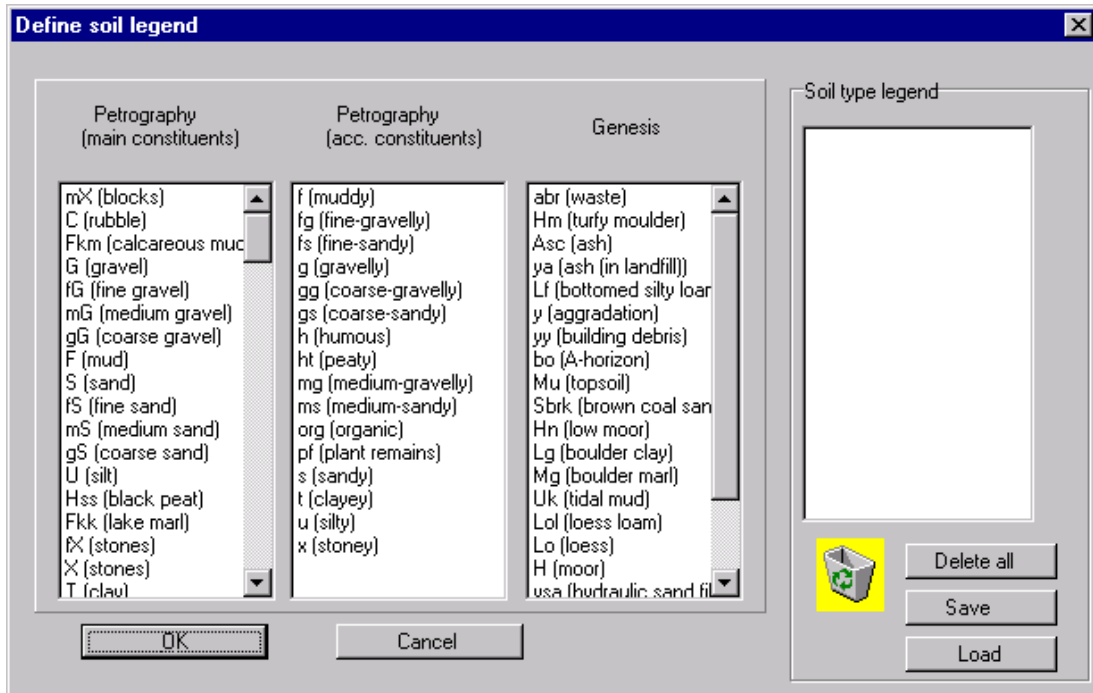 Define soil legend
Petrography
(main constituents)
mX (blocks)
C (rubble)
Fkm (calcareous muc
G (gravel)
fG (fine gravel)
mG (medium gravel)
gG (coarse gravel)
F (mud)
S (sand)
fS (fine sand)
mS (medium sand)
gS (coarse sand)
U (silt)
Hss (black peat)
Fkk (lake marl)
fX (stones)
X (stones)
T (clay)
Petrography
(acc. constituents)
f (muddy)
fg (fine-gravelly)
fs (fine-sandy)
g (gravelly)
gg (coarse-gravelly)
gs (coarse-sandy)
h (humous)
ht (peaty)
mg (medium-gravelly)
ms (medium-sandy)
org (organic)
pf (plant remains)
s (sandy)
t (clayey)
u (silty)
x (stoney)
Genesis
abr (waste)
Hm (turfy moulder)
Asc (ash)
ya (ash (in landfill))
Lf (bottomed silty loar
y (aggradation)
yy (building debris)
bo (A-horizon)
Mu (topsoil)
Sbrk (brown coal san
Hn (low moor)
Lg (boulder clay)
Mg (boulder marl)
Uk (tidal mud)
Lol (loess loam)
Lo (loess)
H (moor)
ysa (hydraulic sand fil
OK
Cancel
Soil type legend
Delete all
Save
Load